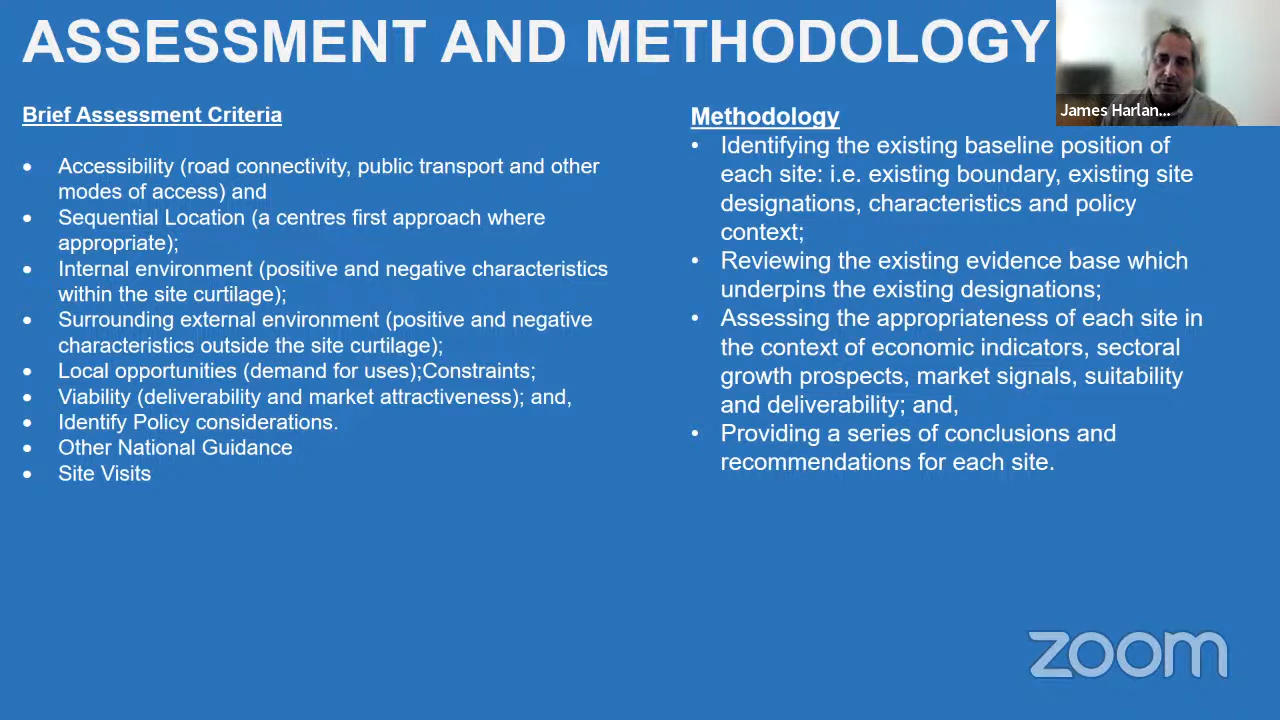 ASSESSMENT AND METHODOLOGY
James Harlan...
Brief Assessment Criteria
• Accessibility (road connectivity, public transport and other
modes of access) and
• Sequential Location (a centres first approach where
appropriate);
• Internal environment (positive and negative characteristics
within the site curtilage);
• Surrounding external environment (positive and negative
characteristics outside the site curtilage);
• Local opportunities (demand for uses);Constraints;
• Viability (deliverability and market attractiveness); and,
• Identify Policy considerations.
• Other National Guidance
• Site Visits
Methodology
• Identifying the existing baseline position of
each site: i.e. existing boundary, existing site
designations, characteristics and policy
context;
• Reviewing the existing evidence base which
underpins the existing designations;
• Assessing the appropriateness of each site in
the context of economic indicators, sectoral
growth prospects, market signals, suitability
and deliverability; and,
• Providing a series of conclusions and
recommendations for each site.
zoom